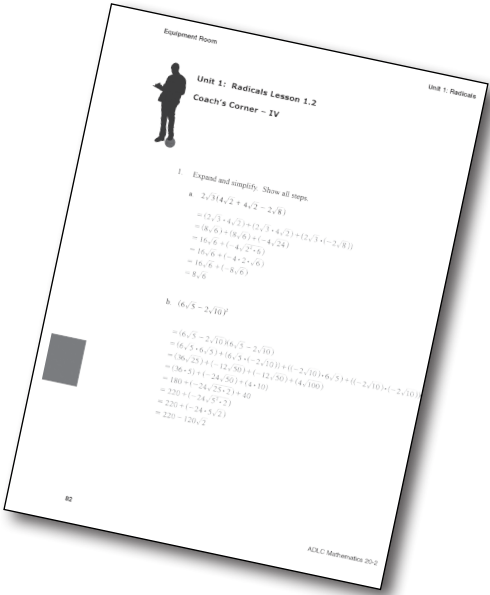 Equipment Room
Unit 1: Radicals
Unit 1: Radicals Lesson 1.2
Coach's Corner – IV
1. Expand and simplify. Show all steps.
a. 2√3(4√2 + 4√2 − 2√8)
=(2√3•4√2)+(2√3•4√2)+(2√3•(−2√8))
=(8√6)+(8√6)+(−4√24)
=16√6+(−4√2²•6)
=16√6+(−4•2•√6)
=16√6+(−8√6)
=8√6
b. (6√5 − 2√10)²
=(6√5−2√10)(6√5−2√10)
=(6√5•6√5)+(6√5•(−2√10))+((−2√10)•6√5)+((−2√10)•(−2√10))
=(36√25)+(−12√50)+(−12√50)+(4√100)
=(36•5)+(−24√50)+(4•10)
=180+(−24√25•2)+40
=220+(−24√5²•2)
=220+(−24•5√2)
=220−120√2
82
ADLC Mathematics 20-2